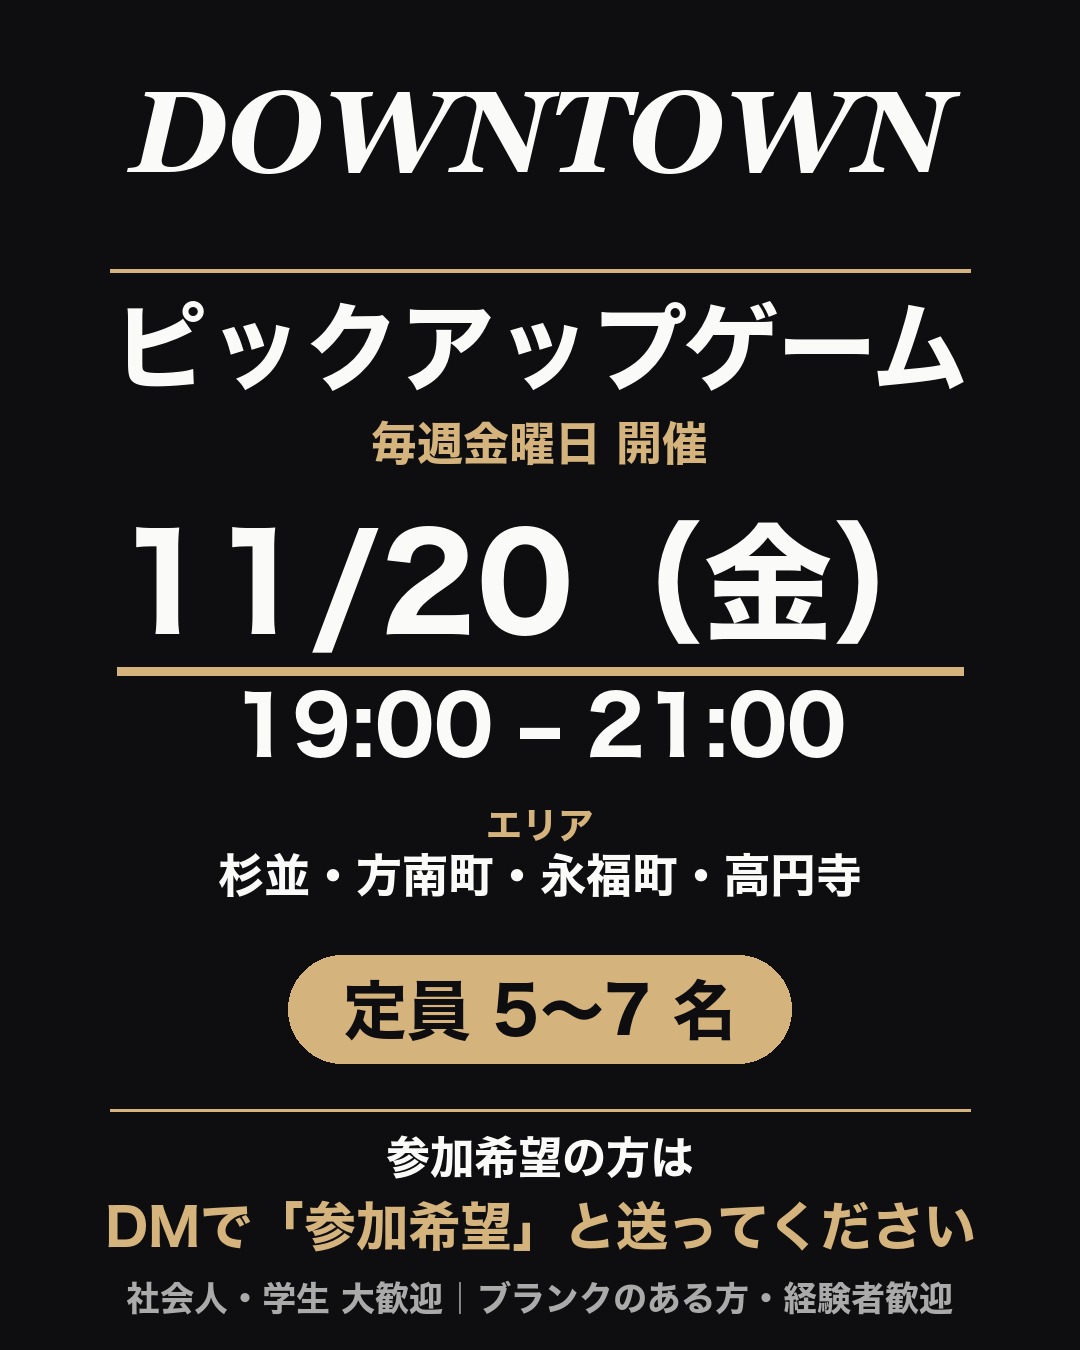 DOWNTOWN
ピックアップゲーム
毎週金曜日 開催
11/20（金）
19:00 – 21:00
エリア
杉並・方南町・永福町・高円寺
定員 5〜7 名
参加希望の方は
DMで「参加希望」と送ってください
社会人・学生 大歓迎｜ブランクのある方・経験者歓迎